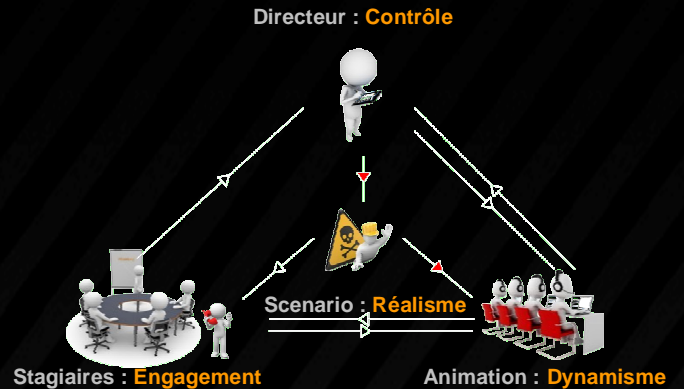 Directeur : Contrôle
Scenario : Réalisme
Stagiaires : Engagement
Animation : Dynamisme